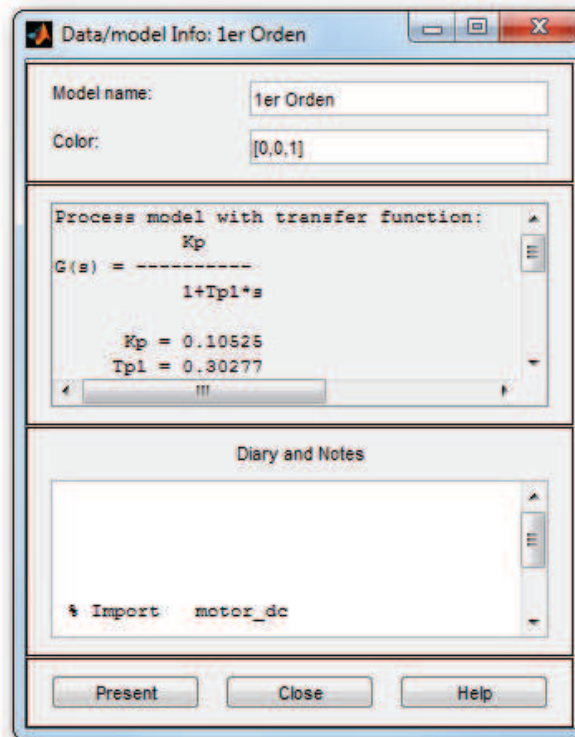 Data/model Info: 1er Orden
Model name:
1er Orden
Color:
[0,0,1]
Process model with transfer function:
Kp
G(s) = ----------
1+Tp1*s
Kp = 0.10525
Tp1 = 0.30277
Diary and Notes
% Import motor_dc
Present
Close
Help